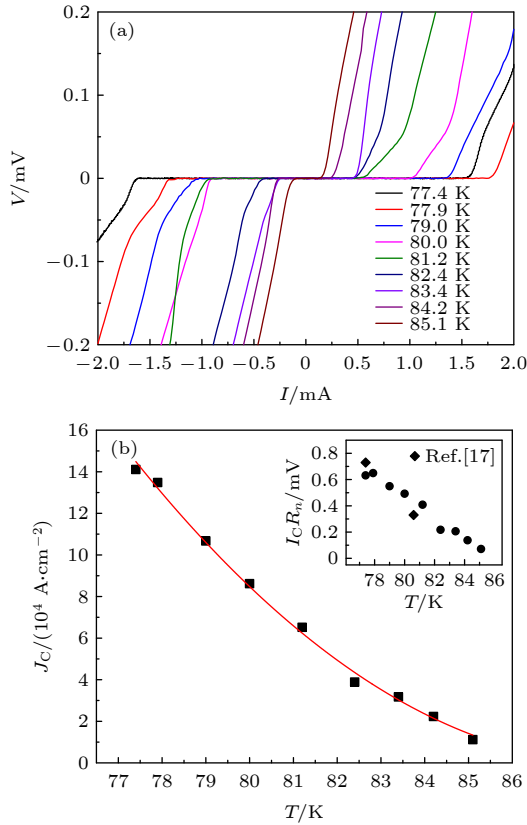 (a)
V/mV
0.2
0.1
0
−0.1
−0.2
77.4 K
77.9 K
79.0 K
80.0 K
81.2 K
82.4 K
83.4 K
84.2 K
85.1 K
−2.0 −1.5 −1.0 −0.5 0 0.5 1.0 1.5 2.0
I/mA
(b)
J_C/(10⁴ A·cm⁻²)
16
14
12
10
8
6
4
2
0
I_CR_n/mV
0.8
0.6
0.4
0.2
0
Ref.[17]
78 80 82 84 86
T/K
77 78 79 80 81 82 83 84 85 86
T/K